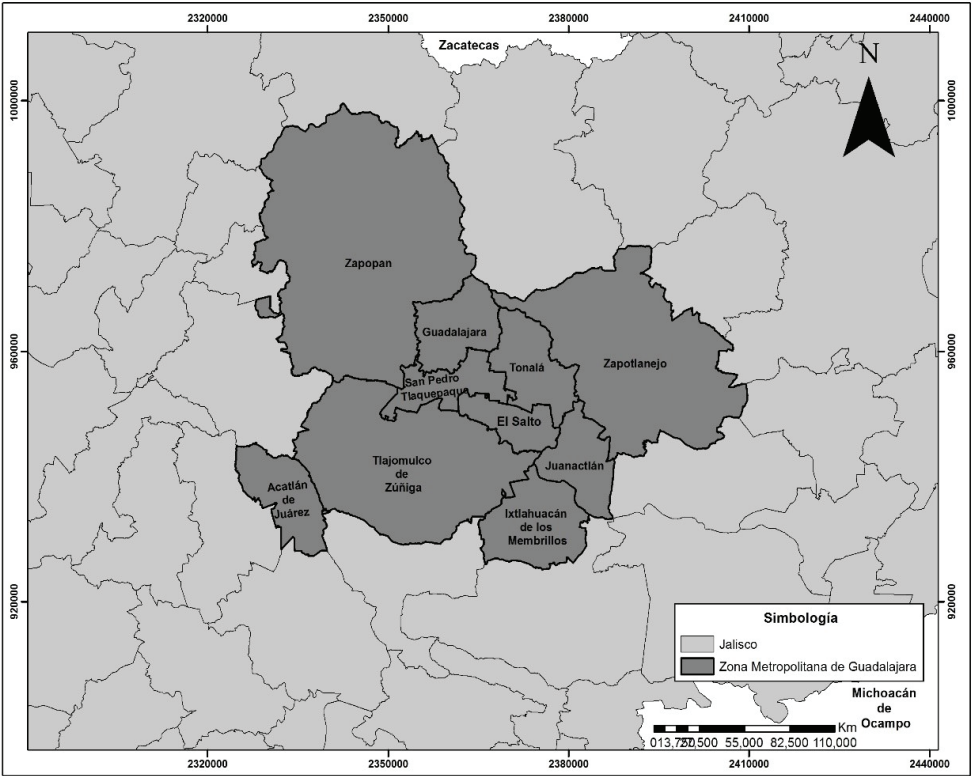 2320000 2350000 2380000 2410000 2440000
Zacatecas
N
1000000 1000000
Zapopan
Guadalajara
960000 960000
Tonalá
Zapotlanejo
San Pedro
Tlaquepaque
El Salto
Tlajomulco
de
Zúñiga
Juanactlán
Acatlán
de
Juárez
Ixtlahuacán
de los
Membrillos
920000 920000
Simbología
Jalisco
Zona Metropolitana de Guadalajara
Michoacán
de
Ocampo
Km
55,000 82,500 110,000
2320000 2350000 2380000 2410000 2440000